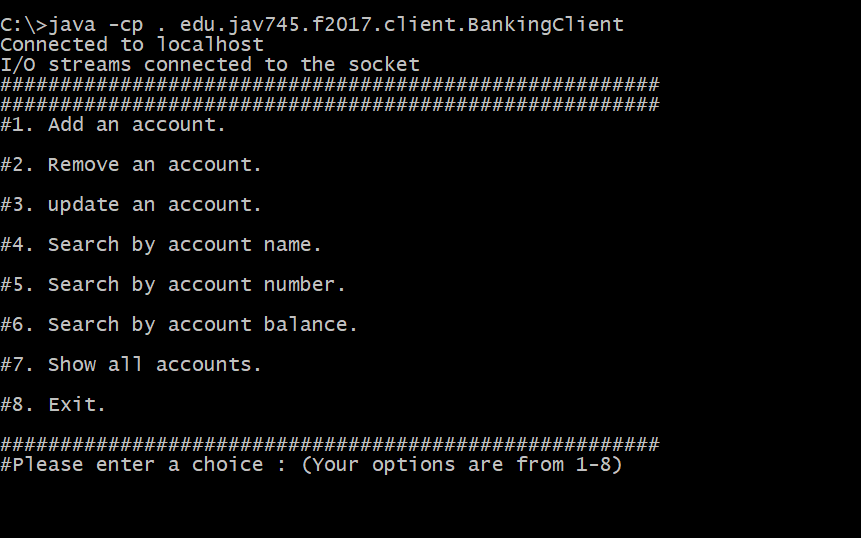 C:\>java -cp . edu.jav745.f2017.client.BankingClient
Connected to localhost
I/O streams connected to the socket
#######################################################
#######################################################
#1. Add an account.
#2. Remove an account.
#3. update an account.
#4. Search by account name.
#5. Search by account number.
#6. Search by account balance.
#7. Show all accounts.
#8. Exit.
#######################################################
#Please enter a choice : (Your options are from 1-8)